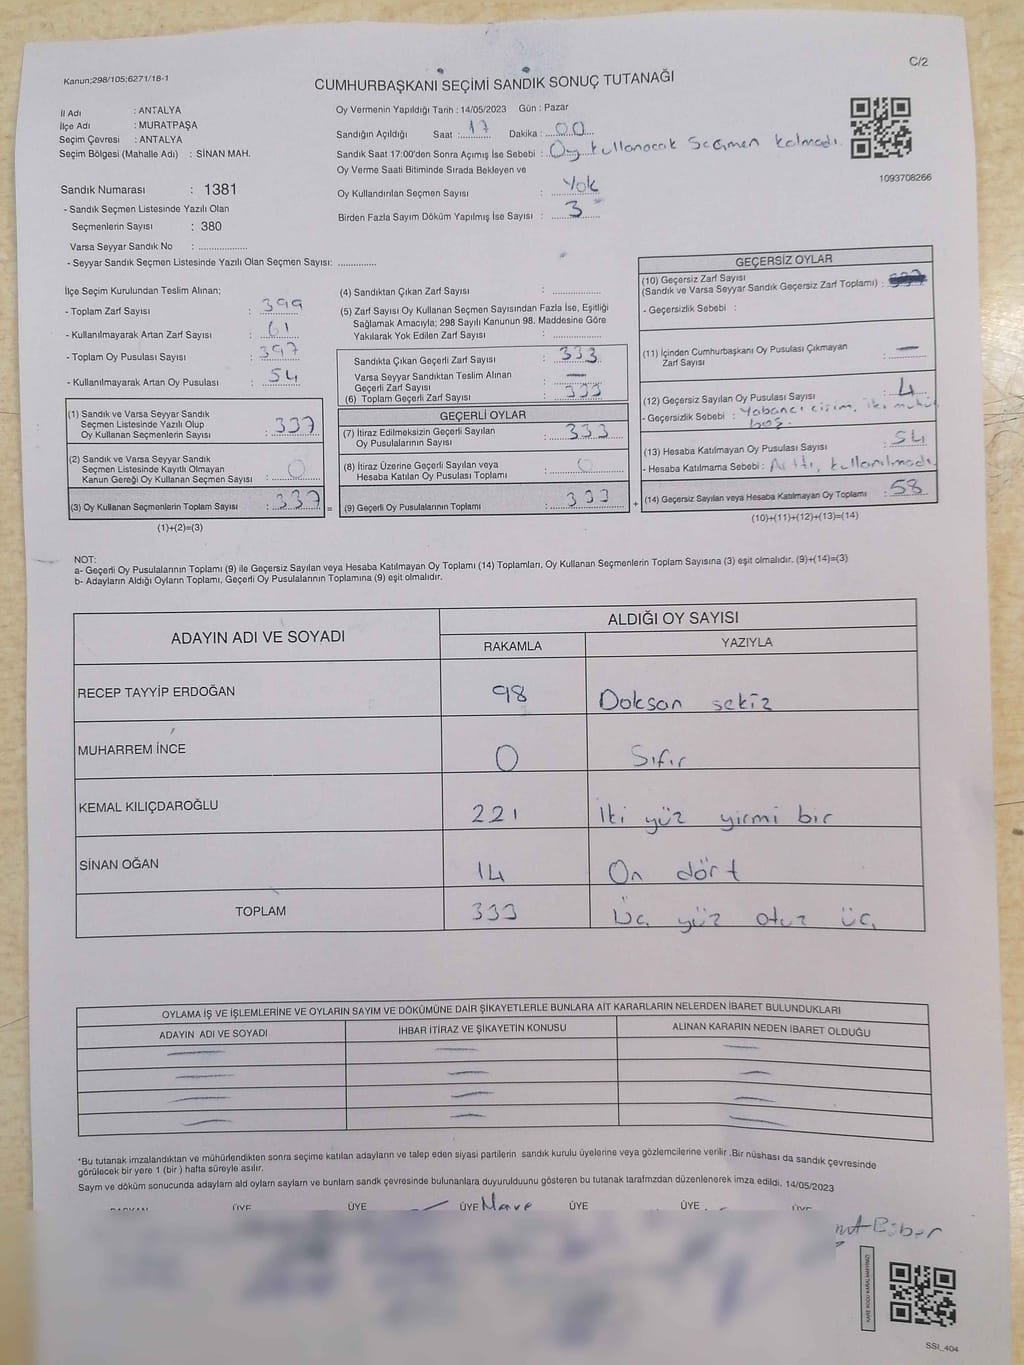 Kanun;298/105;6271/18-1
C/2
CUMHURBAŞKANI SEÇİMİ SANDIK SONUÇ TUTANAĞI
İl Adı : ANTALYA
İlçe Adı : MURATPAŞA
Seçim Çevresi : ANTALYA
Seçim Bölgesi (Mahalle Adı) : SİNAN MAH.
Oy Vermenin Yapıldığı Tarih : 14/05/2023 Gün : Pazar
Sandığın Açıldığı Saat : 17 Dakika : 00
Sandık Saat 17:00'den Sonra Açımış İse Sebebi : Oy kullanacak Seçmen kalmadı.
Oy Verme Saati Bitiminde Sırada Bekleyen ve
Oy Kullandırılan Seçmen Sayısı : Yok
Birden Fazla Sayım Döküm Yapılmış İse Sayısı : 3
1093708266
Sandık Numarası : 1381
- Sandık Seçmen Listesinde Yazılı Olan
Seçmenlerin Sayısı : 380
Varsa Seyyar Sandık No : ..................
- Seyyar Sandık Seçmen Listesinde Yazılı Olan Seçmen Sayısı: ..............
İlçe Seçim Kurulundan Teslim Alınan;
- Toplam Zarf Sayısı : 399
- Kullanılmayarak Artan Zarf Sayısı : 61
- Toplam Oy Pusulası Sayısı : 397
- Kullanılmayarak Artan Oy Pusulası : 54
(1) Sandık ve Varsa Seyyar Sandık
Seçmen Listesinde Yazılı Olup
Oy Kullanan Seçmenlerin Sayısı : 337
(2) Sandık ve Varsa Seyyar Sandık
Seçmen Listesinde Kayıtlı Olmayan
Kanun Gereği Oy Kullanan Seçmen Sayısı : 0
(3) Oy Kullanan Seçmenlerin Toplam Sayısı : 337 =
(1)+(2)=(3)
(4) Sandıktan Çıkan Zarf Sayısı : ..................
(5) Zarf Sayısı Oy Kullanan Seçmen Sayısından Fazla İse, Eşitliği
Sağlamak Amacıyla; 298 Sayılı Kanunun 98. Maddesine Göre
Yakılarak Yok Edilen Zarf Sayısı : ..................
Sandıkta Çıkan Geçerli Zarf Sayısı : 333
Varsa Seyyar Sandıktan Teslim Alınan
Geçerli Zarf Sayısı : —
(6) Toplam Geçerli Zarf Sayısı : 333
GEÇERLİ OYLAR
(7) İtiraz Edilmeksizin Geçerli Sayılan
Oy Pusulalarının Sayısı : 333
(8) İtiraz Üzerine Geçerli Sayılan veya
Hesaba Katılan Oy Pusulası Toplamı : 0
(9) Geçerli Oy Pusulalarının Toplamı : 333 +
GEÇERSİZ OYLAR
(10) Geçersiz Zarf Sayısı
(Sandık ve Varsa Seyyar Sandık Geçersiz Zarf Toplamı) :
- Geçersizlik Sebebi :
(11) İçinden Cumhurbaşkanı Oy Pusulası Çıkmayan
Zarf Sayısı : —
(12) Geçersiz Sayılan Oy Pusulası Sayısı : 4
- Geçersizlik Sebebi : Yabancı cisim, iki mühür
boş.
(13) Hesaba Katılmayan Oy Pusulası Sayısı : 54
- Hesaba Katılmama Sebebi : Arttı, kullanılmadı
(14) Geçersiz Sayılan veya Hesaba Katılmayan Oy Toplamı : 58
(10)+(11)+(12)+(13)=(14)
NOT:
a- Geçerli Oy Pusulalarının Toplamı (9) ile Geçersiz Sayılan veya Hesaba Katılmayan Oy Toplamı (14) Toplamları, Oy Kullanan Seçmenlerin Toplam Sayısına (3) eşit olmalıdır. (9)+(14)=(3)
b- Adayların Aldığı Oyların Toplamı, Geçerli Oy Pusulalarının Toplamına (9) eşit olmalıdır.
ADAYIN ADI VE SOYADI ALDIĞI OY SAYISI
RAKAMLA YAZIYLA
RECEP TAYYİP ERDOĞAN 98 Doksan sekiz
MUHARREM İNCE 0 Sıfır
KEMAL KILIÇDAROĞLU 221 İki yüz yirmi bir
SİNAN OĞAN 14 On dört
TOPLAM 333 Üç yüz otuz üç
OYLAMA İŞ VE İŞLEMLERİNE VE OYLARIN SAYIM VE DÖKÜMÜNE DAİR ŞİKAYETLERLE BUNLARA AİT KARARLARIN NELERDEN İBARET BULUNDUKLARI
ADAYIN ADI VE SOYADI İHBAR İTİRAZ VE ŞİKAYETİN KONUSU ALINAN KARARIN NEDEN İBARET OLDUĞU
*Bu tutanak imzalandıktan ve mühürlendikten sonra seçime katılan adayların ve talep eden siyasi partilerin sandık kurulu üyelerine veya gözlemcilerine verilir .Bir nüshası da sandık çevresinde
görülecek bir yere 1 (bir ) hafta süreyle asılır.
Sayım ve döküm sonucunda adaylam ald oylam sayların ve bunlam sandk çevresinde bulunanlara duyurulduunu gösteren bu tutanak tarafmzdan düzenlenerek imza edildi. 14/05/2023
BAŞKAN ÜYE ÜYE ÜYE Merve ÜYE ÜYE ÜYE
SSI_404